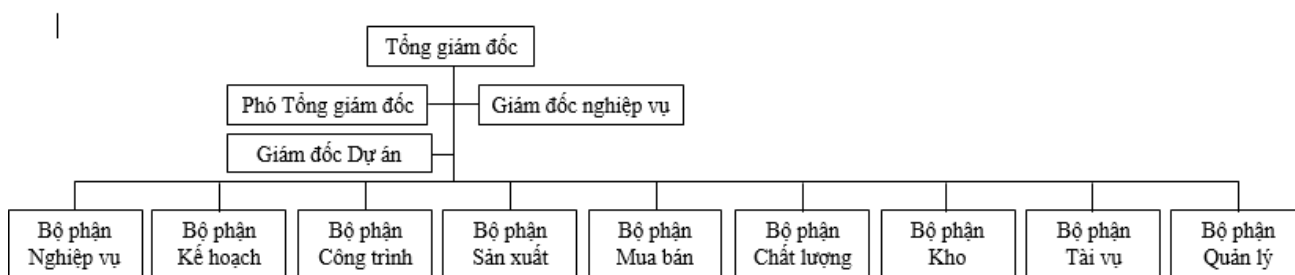 Tổng giám đốc
Phó Tổng giám đốc
Giám đốc nghiệp vụ
Giám đốc Dự án
Bộ phận
Nghiệp vụ
Bộ phận
Kế hoạch
Bộ phận
Công trình
Bộ phận
Sản xuất
Bộ phận
Mua bán
Bộ phận
Chất lượng
Bộ phận
Kho
Bộ phận
Tài vụ
Bộ phận
Quản lý